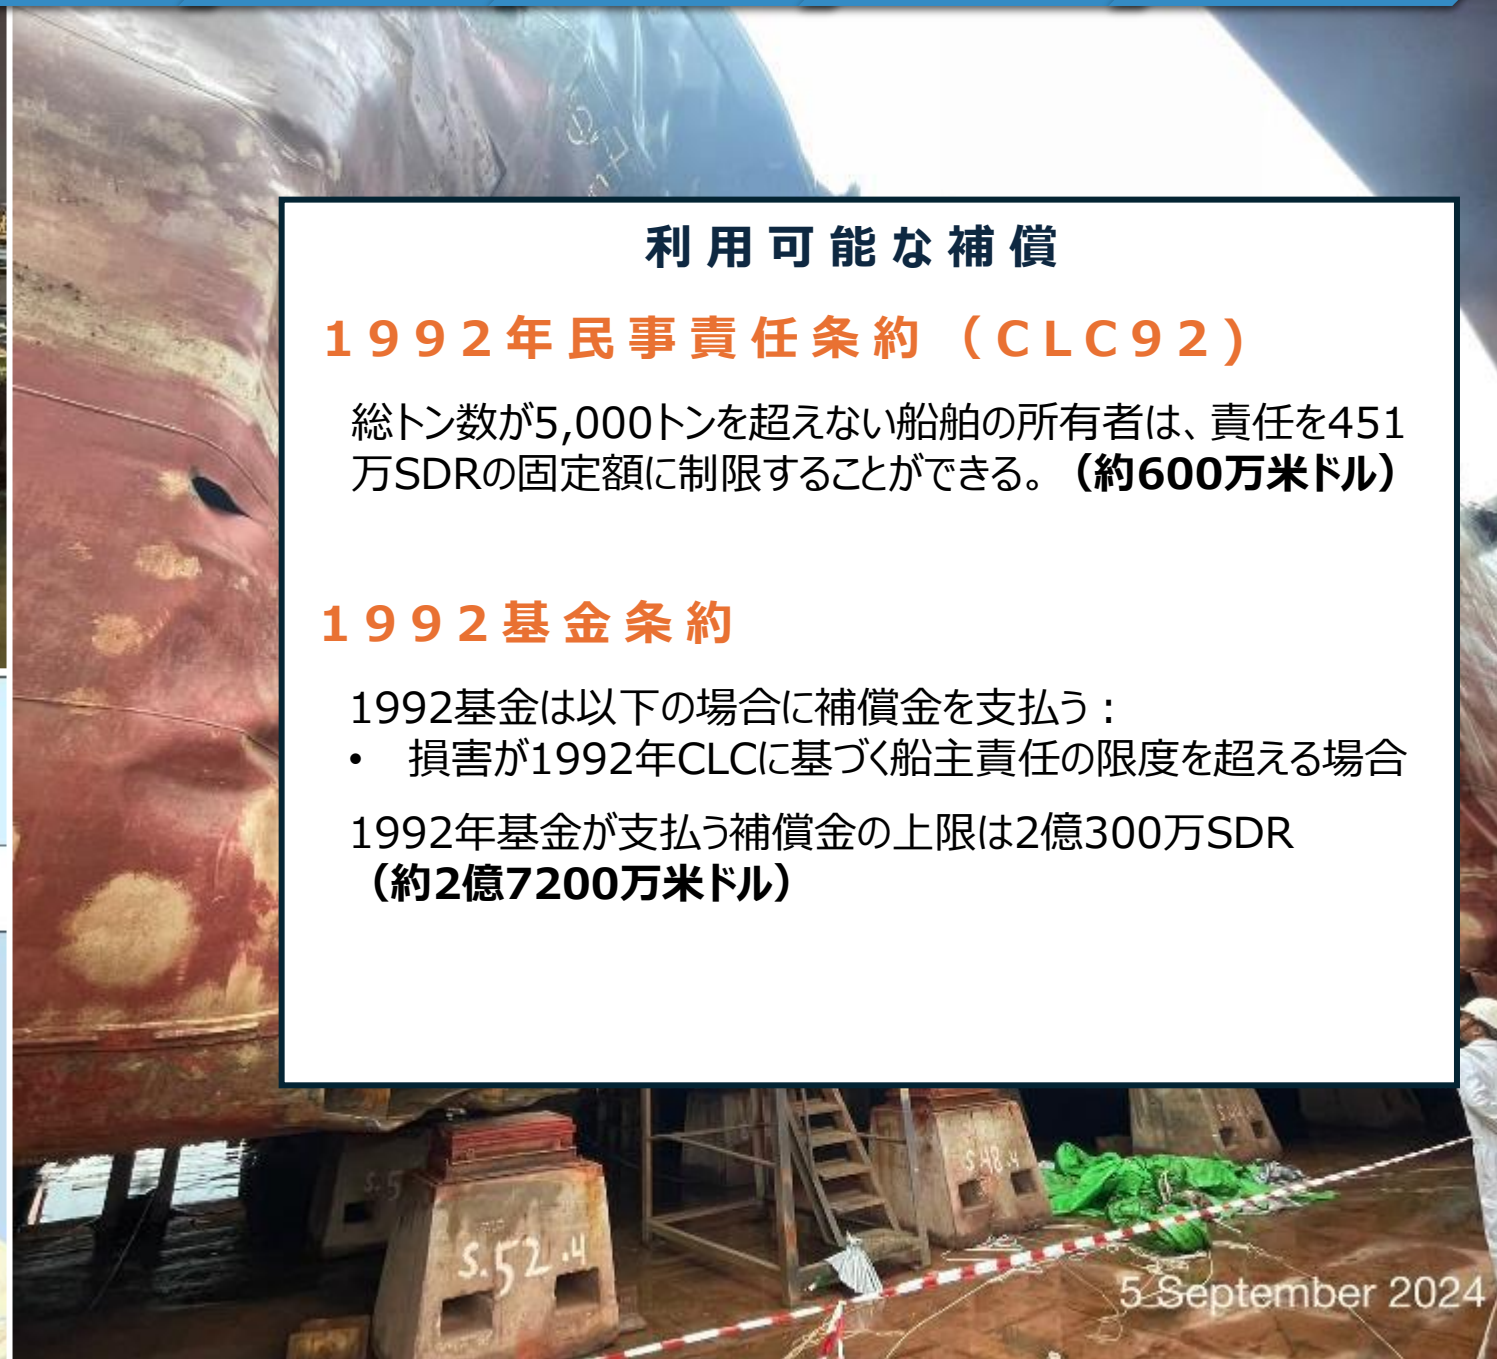 利用可能な補償
1992年民事責任条約（CLC92)
総トン数が5,000トンを超えない船舶の所有者は、責任を451
万SDRの固定額に制限することができる。（約600万米ドル）
1992基金条約
1992基金は以下の場合に補償金を支払う：
• 損害が1992年CLCに基づく船主責任の限度を超える場合
1992年基金が支払う補償金の上限は2億300万SDR
（約2億7200万米ドル）
S.48.4
S.52.4
5 September 2024